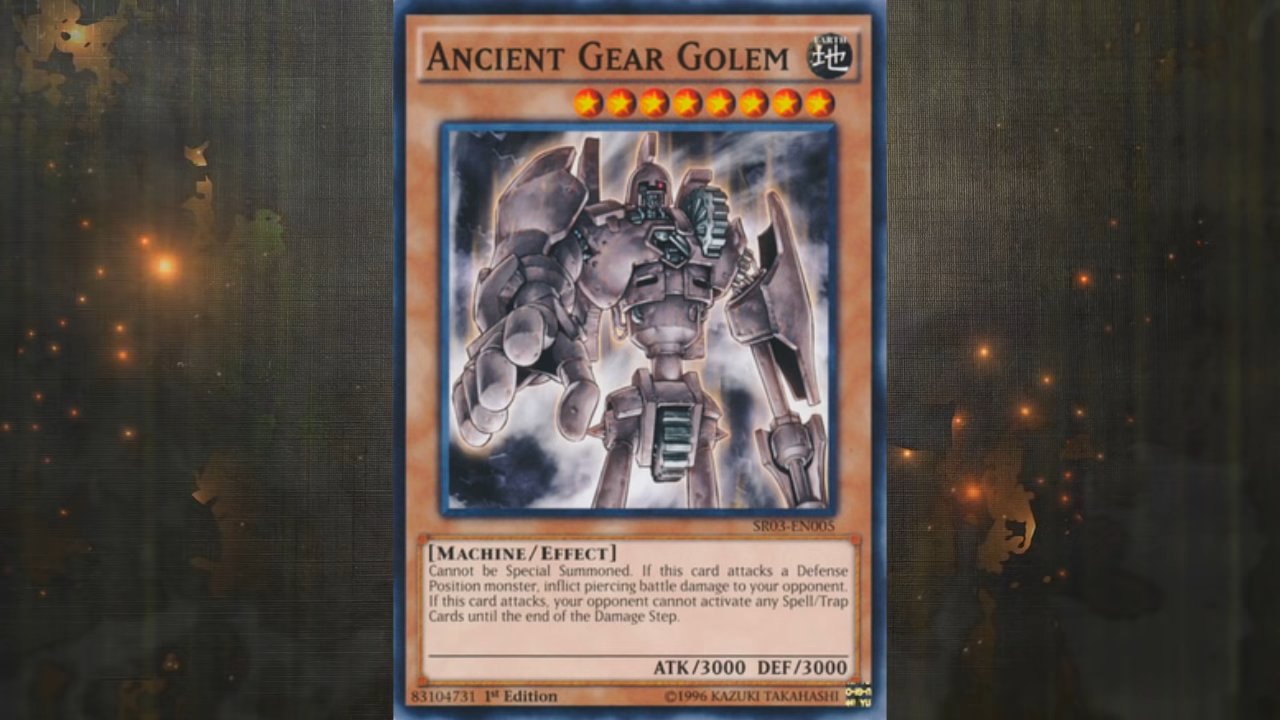 Ancient Gear Golem
EARTH
地
SR03-EN005
[Machine/Effect]
Cannot be Special Summoned. If this card attacks a Defense
Position monster, inflict piercing battle damage to your opponent.
If this card attacks, your opponent cannot activate any Spell/Trap
Cards until the end of the Damage Step.
ATK/3000 DEF/3000
83104731 1st Edition ©1996 KAZUKI TAKAHASHI